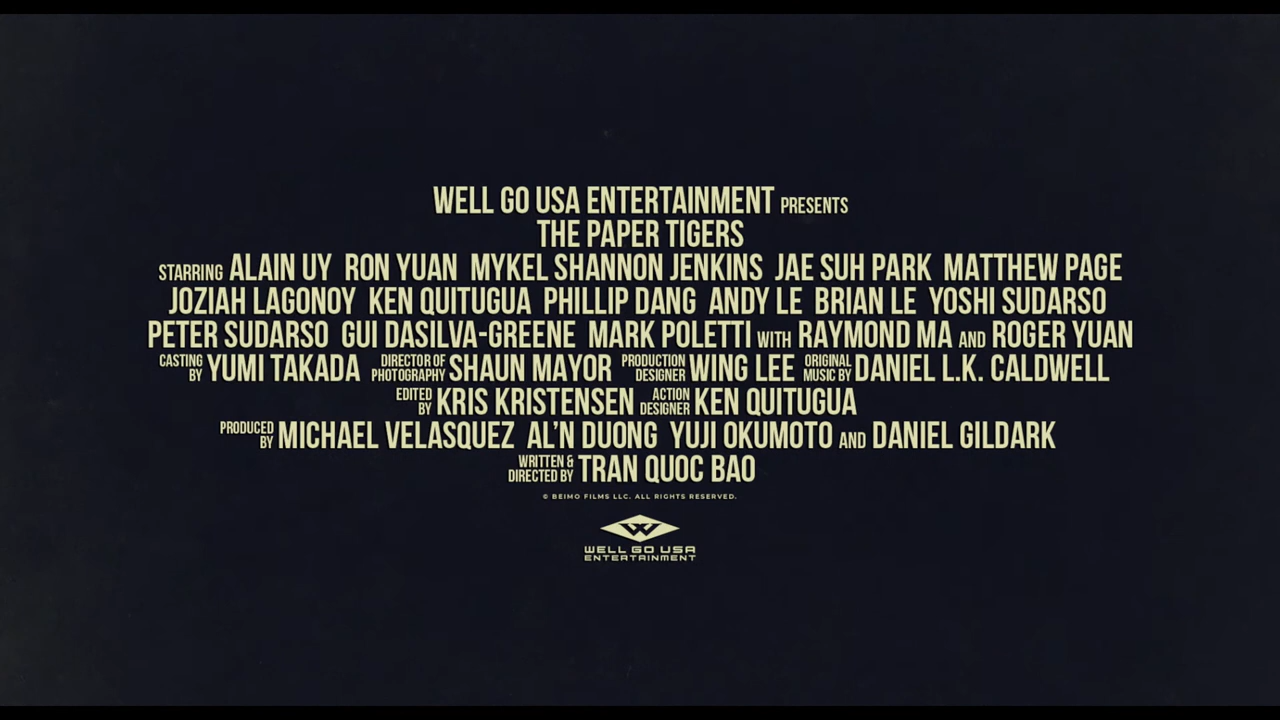 WELL GO USA ENTERTAINMENT PRESENTS
THE PAPER TIGERS
STARRING ALAIN UY RON YUAN MYKEL SHANNON JENKINS JAE SUH PARK MATTHEW PAGE
JOZIAH LAGONOY KEN QUITUGUA PHILLIP DANG ANDY LE BRIAN LE YOSHI SUDARSO
PETER SUDARSO GUI DASILVA-GREENE MARK POLETTI WITH RAYMOND MA AND ROGER YUAN
CASTING BY YUMI TAKADA DIRECTOR OF PHOTOGRAPHY SHAUN MAYOR PRODUCTION DESIGNER WING LEE ORIGINAL MUSIC BY DANIEL L.K. CALDWELL
EDITED BY KRIS KRISTENSEN ACTION DESIGNER KEN QUITUGUA
PRODUCED BY MICHAEL VELASQUEZ AL'N DUONG YUJI OKUMOTO AND DANIEL GILDARK
WRITTEN & DIRECTED BY TRAN QUOC BAO
© BEIMO FILMS LLC. ALL RIGHTS RESERVED.
WELL GO USA
ENTERTAINMENT